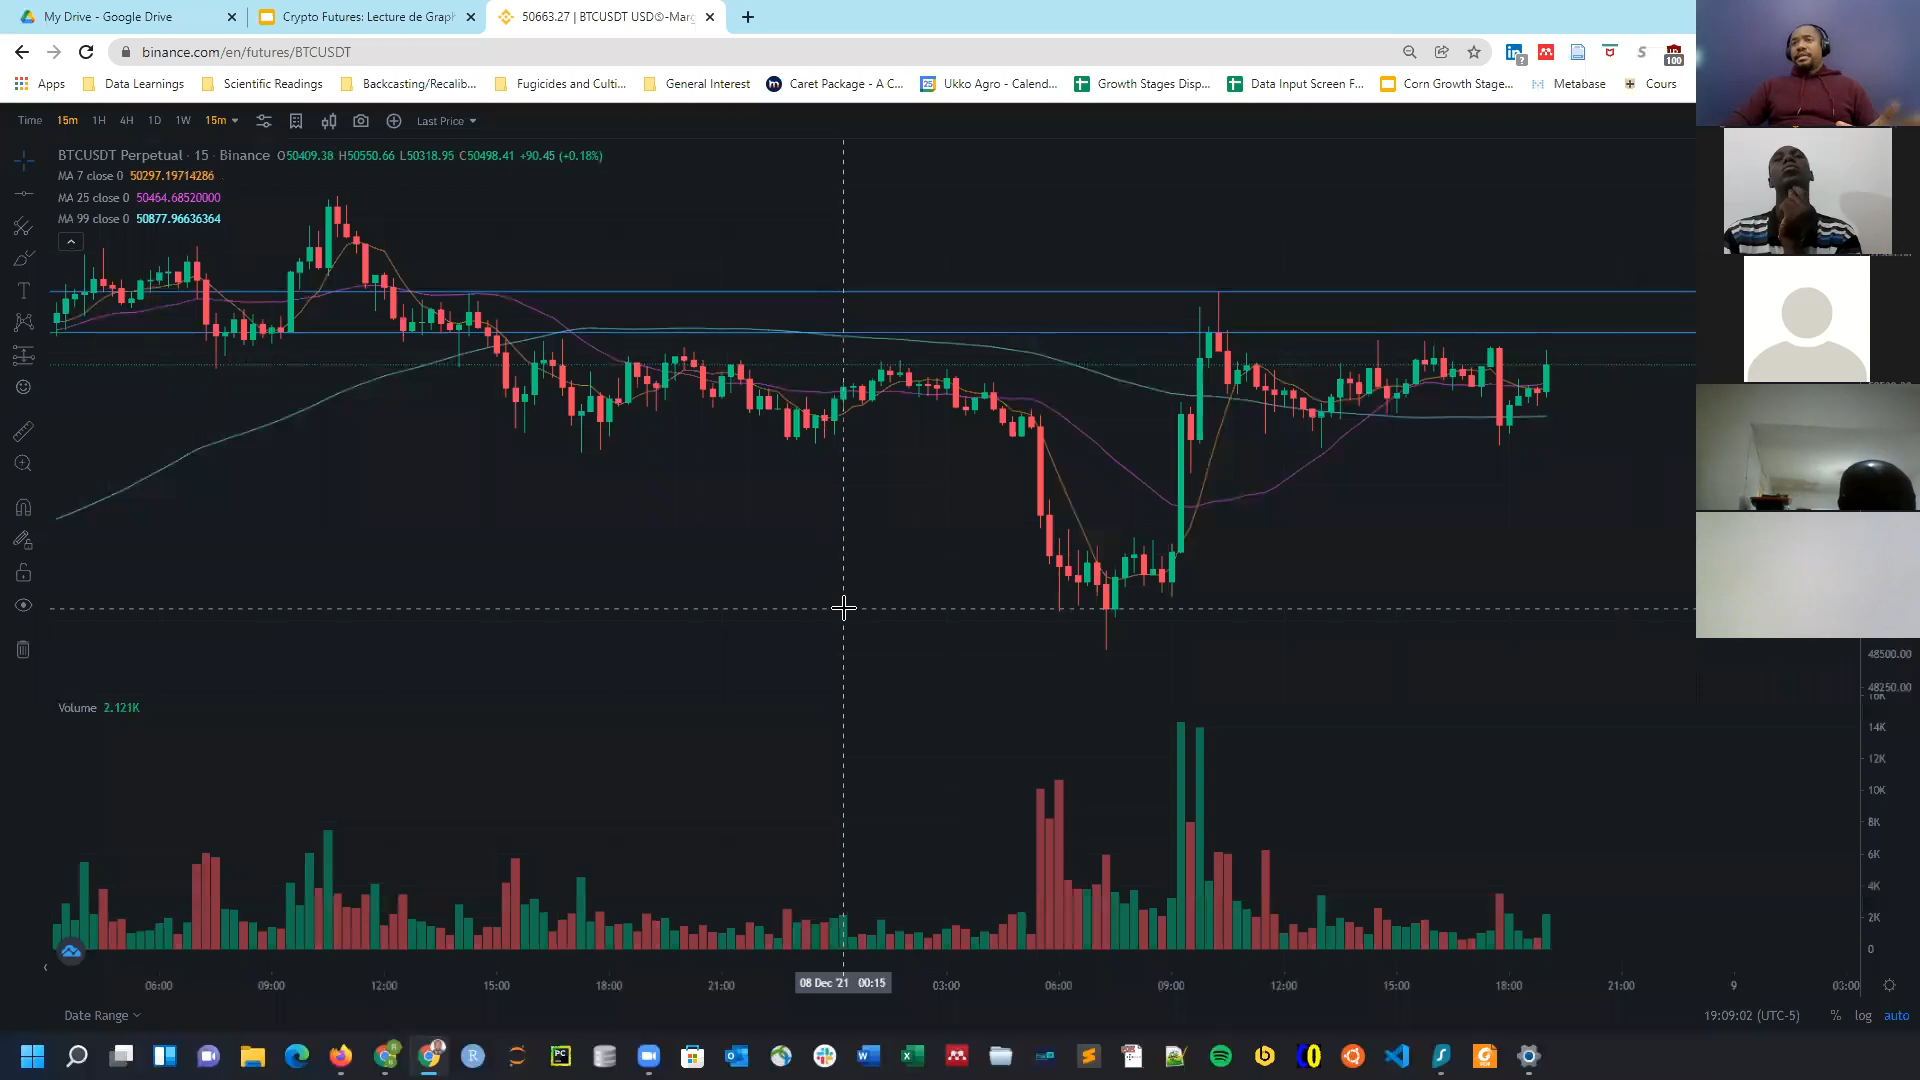 My Drive - Google Drive
Crypto Futures: Lecture de Graph
50663.27 | BTCUSDT USDⓈ-Marg
binance.com/en/futures/BTCUSDT
Apps
Data Learnings
Scientific Readings
Backcasting/Recalib...
Fugicides and Culti...
General Interest
Caret Package - A C...
Ukko Agro - Calend...
Growth Stages Disp...
Data Input Screen F...
Corn Growth Stage...
Metabase
Cours
100
Time 15m 1H 4H 1D 1W 15m Last Price
BTCUSDT Perpetual · 15 · Binance O50409.38 H50550.66 L50318.95 C50498.41 +90.45 (+0.18%)
MA 7 close 0 50297.19714286
MA 25 close 0 50464.68520000
MA 99 close 0 50877.96636364
48500.00
48250.00
16K
Volume 2.121K
14K
12K
10K
8K
6K
4K
2K
0
06:00 09:00 12:00 15:00 18:00 21:00 08 Dec '21 00:15 03:00 06:00 09:00 12:00 15:00 18:00 21:00 9 03:00
Date Range
19:09:02 (UTC-5) % log auto